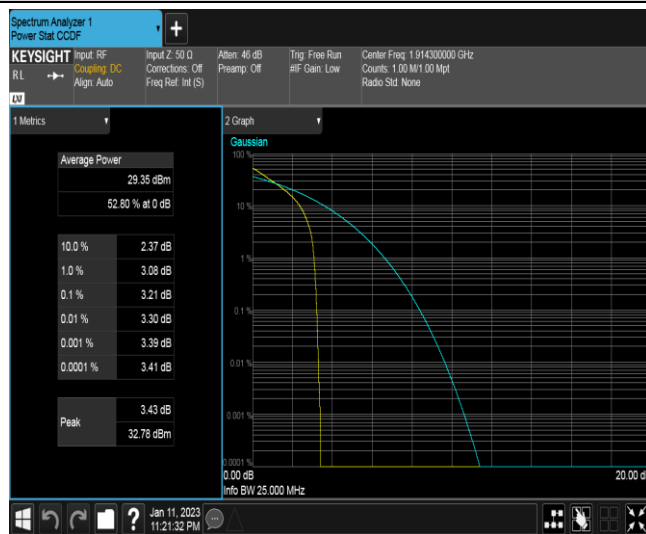 Spectrum Analyzer 1
Power Stat CCDF
+
KEYSIGHT
RL
LXI
Input: RF
Coupling: DC
Align: Auto
Input Z: 50 Ω
Corrections: Off
Freq Ref: Int (S)
Atten: 46 dB
Preamp: Off
Trig: Free Run
#IF Gain: Low
Center Freq: 1.914300000 GHz
Counts: 1.00 M/1.00 Mpt
Radio Std: None
1 Metrics
Average Power
29.35 dBm
52.80 % at 0 dB
10.0 % 2.37 dB
1.0 % 3.08 dB
0.1 % 3.21 dB
0.01 % 3.30 dB
0.001 % 3.39 dB
0.0001 % 3.41 dB
Peak
3.43 dB
32.78 dBm
2 Graph
Gaussian
100 %
10 %
1 %
0.1 %
0.01 %
0.001 %
0.0001 %
0.00 dB
20.00 d
Info BW 25.000 MHz
?
Jan 11, 2023
11:21:32 PM